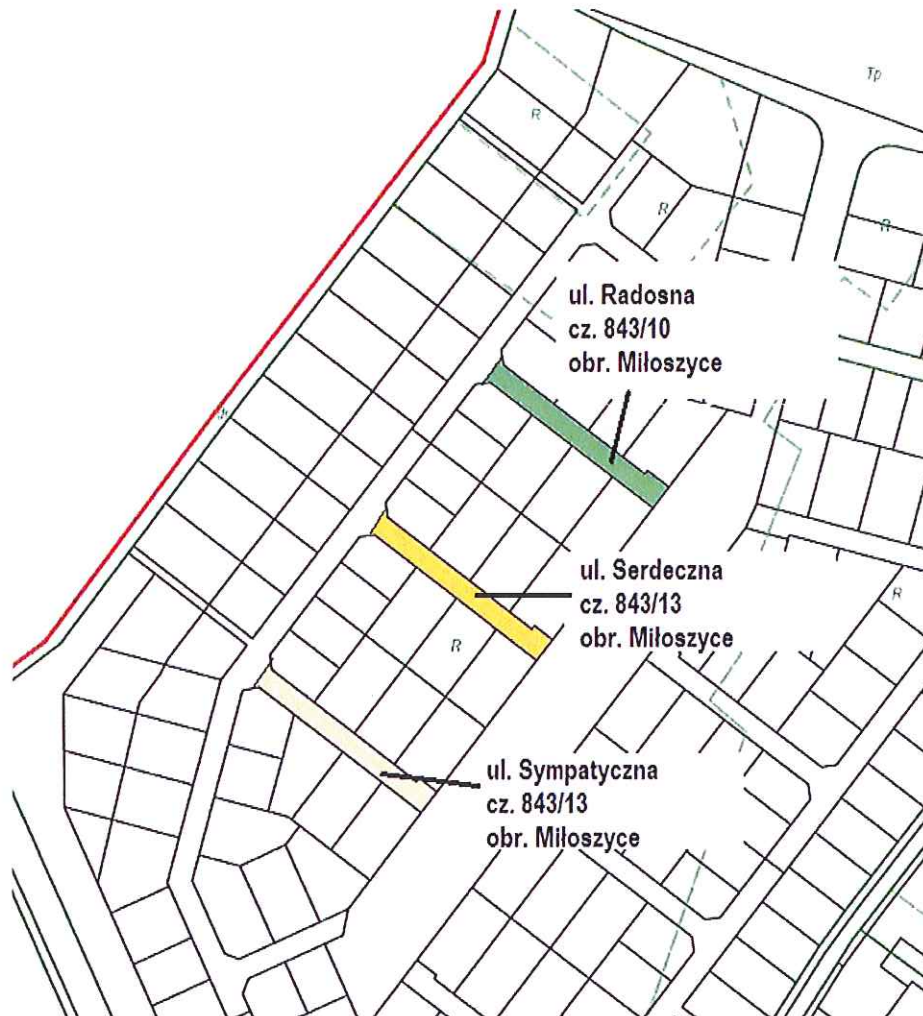 Tp
R
R
R
ul. Radosna
cz. 843/10
obr. Miłoszyce
ul. Serdeczna
cz. 843/13
obr. Miłoszyce
R
R
ul. Sympatyczna
cz. 843/13
obr. Miłoszyce